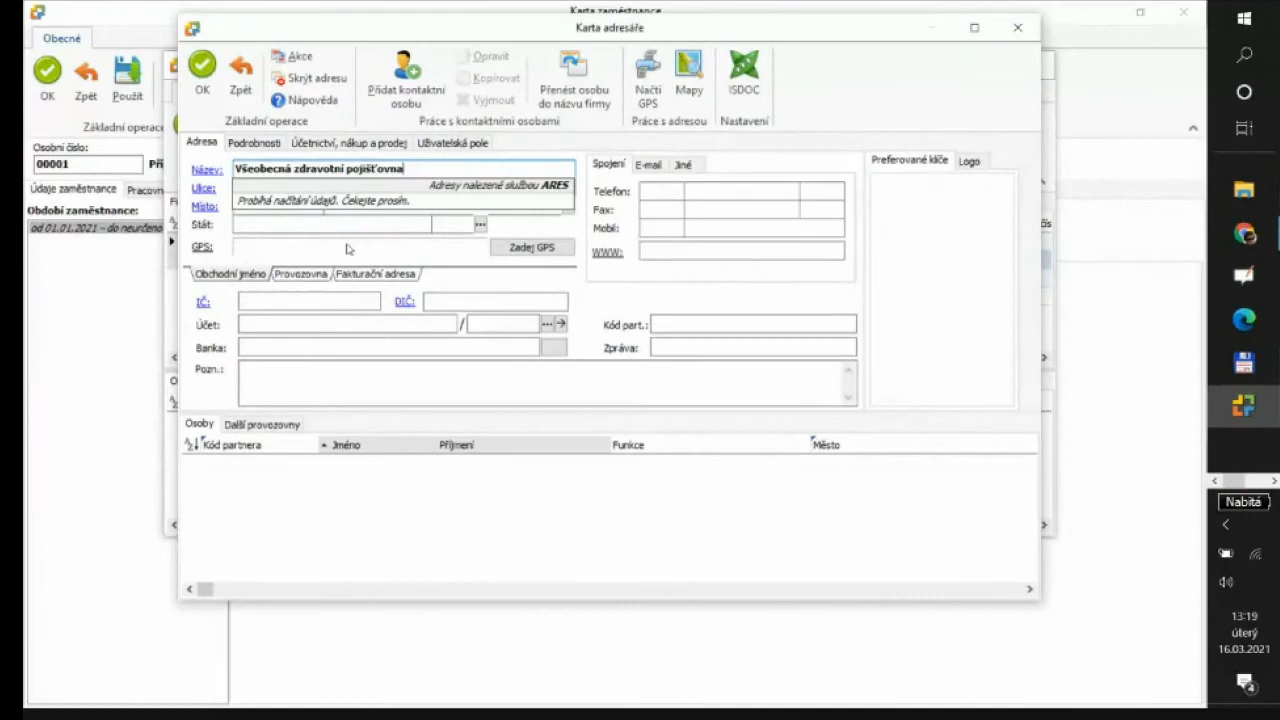 Karta zaměstnance
Obecné
OK
Zpět
Použít
Základní operace
Osobní číslo:
00001
Údaje zaměstnance
Období zaměstnance:
od 01.01.2021 - do neurčeno
Karta adresáře
OK
Zpět
Akce
Skrýt adresu
Nápověda
Základní operace
Přidat kontaktní osobu
Opravit
Kopírovat
Vyjmout
Přenést osobu do názvu firmy
Práce s kontaktními osobami
Načti GPS
Mapy
Práce s adresou
ISDOC
Nastavení
Adresa
Podrobnosti
Účetnictví, nákup a prodej
Uživatelská pole
Název:
Všeobecná zdravotní pojišťovna
Ulice:
Adresy nalezené službou ARES
Místo:
Probíhá načítání údajů. Čekejte prosím.
Stát:
GPS:
Zadej GPS
Obchodní jméno
Provozovna
Fakturační adresa
IČ:
DIČ:
Účet:
/
Banka:
Pozn.:
Spojení
E-mail
Jiné
Telefon:
Fax:
Mobil:
WWW:
Kód part.:
Zpráva:
Preferované klíče
Logo
Osoby
Další provozovny
Kód partnera
Jméno
Příjmení
Funkce
Město
Nabitá
13:19
úterý
16.03.2021
4